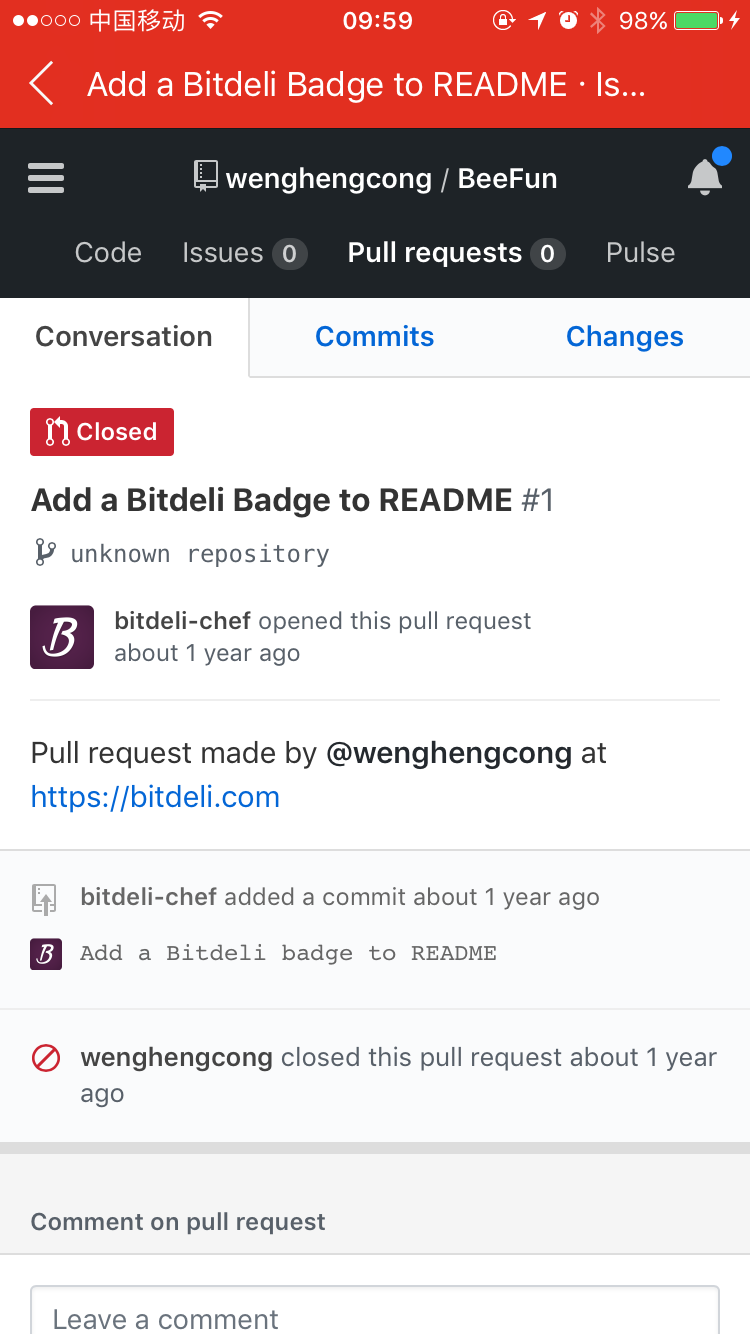 中国移动 09:59 98%
Add a Bitdeli Badge to README · Is...
wenghengcong / BeeFun
Code Issues 0 Pull requests 0 Pulse
Conversation Commits Changes
Closed
Add a Bitdeli Badge to README #1
unknown repository
B bitdeli-chef opened this pull request
about 1 year ago
Pull request made by @wenghengcong at
https://bitdeli.com
bitdeli-chef added a commit about 1 year ago
B Add a Bitdeli badge to README
wenghengcong closed this pull request about 1 year
ago
Comment on pull request
Leave a comment